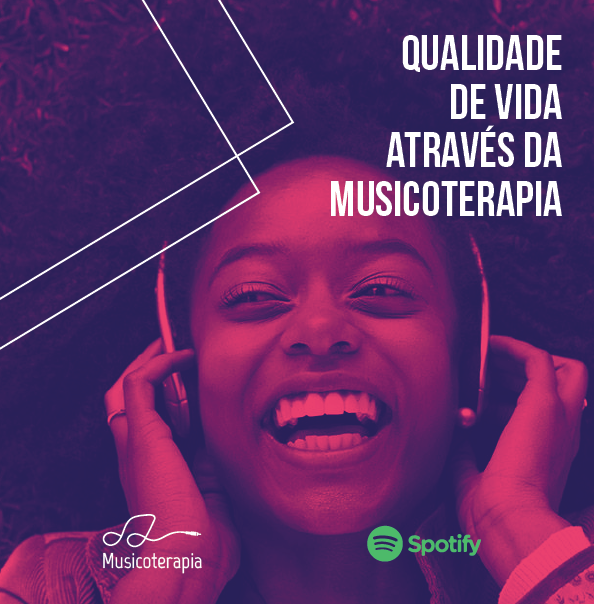 QUALIDADE
DE VIDA
ATRAVÉS DA
MUSICOTERAPIA
Musicoterapia
Spotify